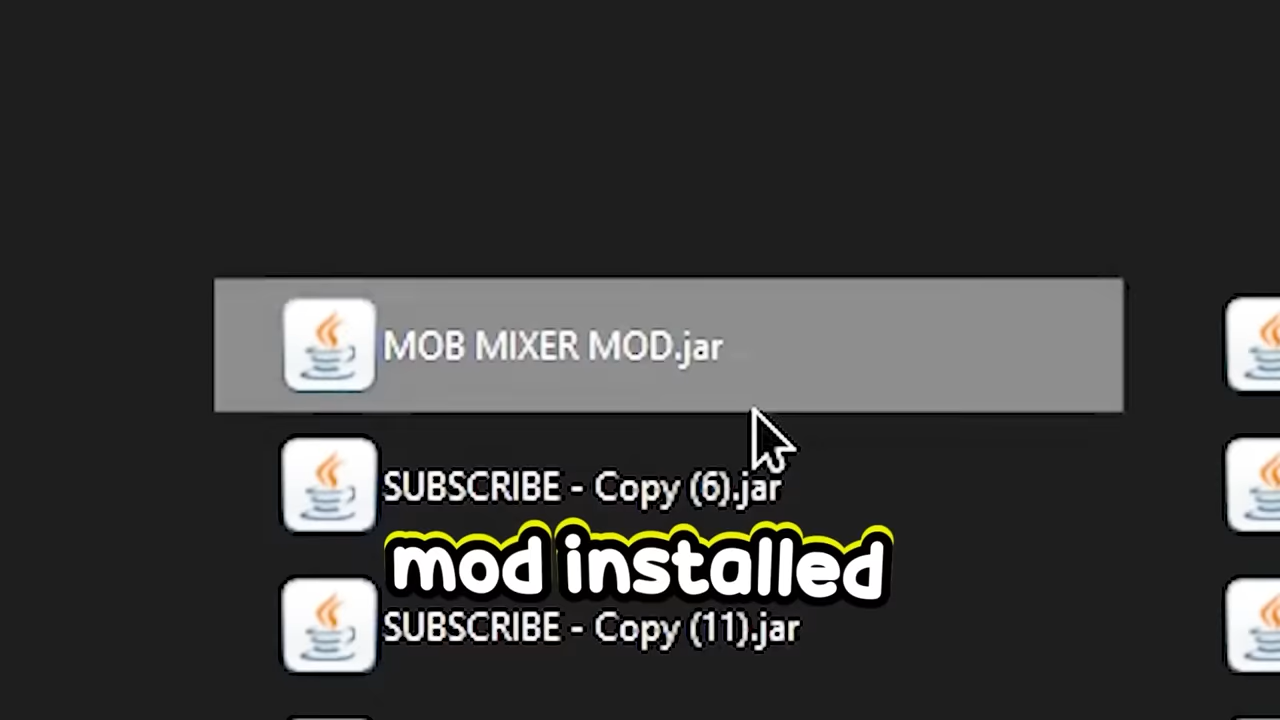 MOB MIXER MOD.jar
SUBSCRIBE - Copy (6).jar
mod installed
SUBSCRIBE - Copy (11).jar